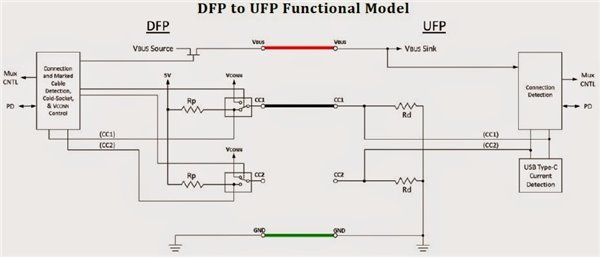 DFP to UFP Functional Model
DFP
UFP
VBUS Source
VBUS
VBUS
VBUS Sink
Connection
and Marked
Cable
Detection,
Cold-Socket,
& VCONN
Control
Mux
CNTL
PD
5V
VCONN
Rp
CC1
CC1
Rd
Connection
Detection
Mux
CNTL
PD
(CC1)
(CC1)
(CC2)
(CC2)
VCONN
Rp
CC2
CC2
Rd
USB Type-C
Current
Detection
GND
GND